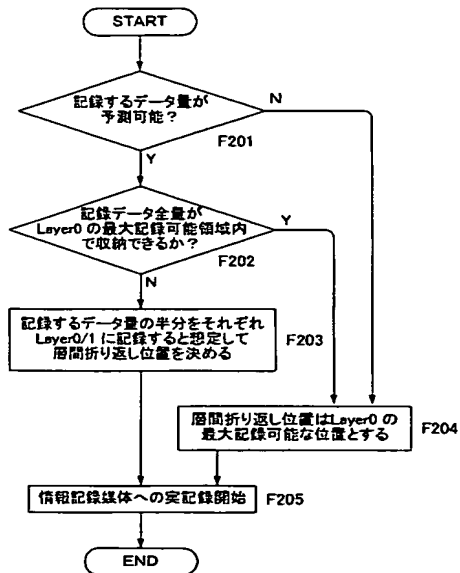 START
記録するデータ量が
予測可能？
N
F201
Y
記録データ全量が
Layer0 の最大記録可能領域内
で収納できるか？
Y
F202
N
記録するデータ量の半分をそれぞれ
Layer0/1 に記録すると想定して
層間折り返し位置を決める
F203
層間折り返し位置はLayer0 の
最大記録可能な位置とする
F204
情報記録媒体への実記録開始
F205
END